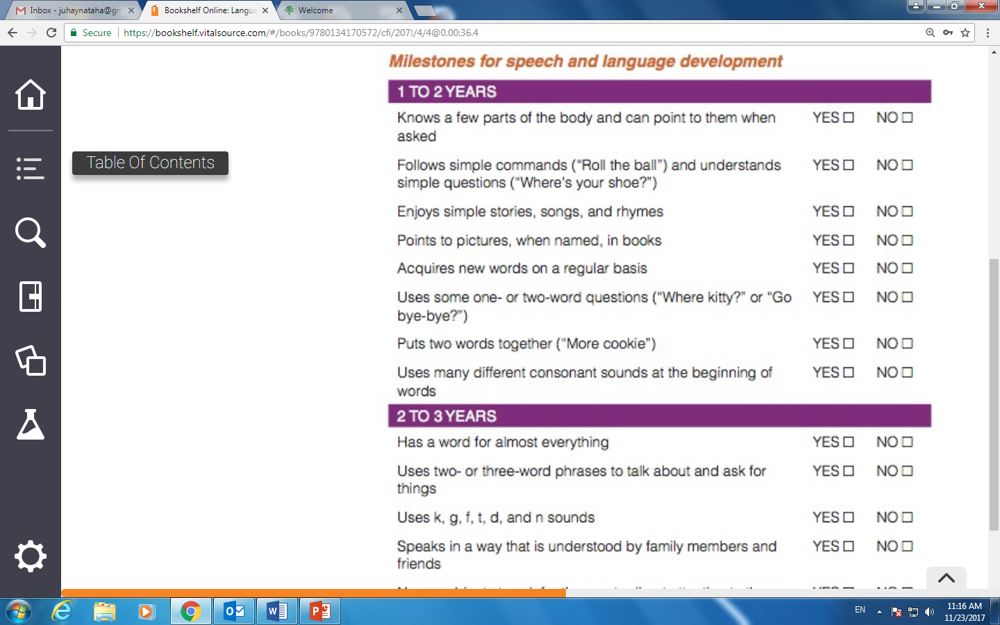 Inbox - juhaynataha@gm
Bookshelf Online: Langua
Welcome
Secure
https://bookshelf.vitalsource.com/#/books/9780134170572/cfi/207!/4/4@0.00:36.4
Milestones for speech and language development
1 TO 2 YEARS
Knows a few parts of the body and can point to them when YES NO
asked
Follows simple commands (“Roll the ball”) and understands YES NO
simple questions (“Where's your shoe?”)
Table Of Contents
Enjoys simple stories, songs, and rhymes YES NO
Points to pictures, when named, in books YES NO
Acquires new words on a regular basis YES NO
Uses some one- or two-word questions (“Where kitty?” or “Go YES NO
bye-bye?”)
Puts two words together (“More cookie”) YES NO
Uses many different consonant sounds at the beginning of YES NO
words
2 TO 3 YEARS
Has a word for almost everything YES NO
Uses two- or three-word phrases to talk about and ask for YES NO
things
Uses k, g, f, t, d, and n sounds YES NO
Speaks in a way that is understood by family members and YES NO
friends
EN
11:16 AM
11/23/2017